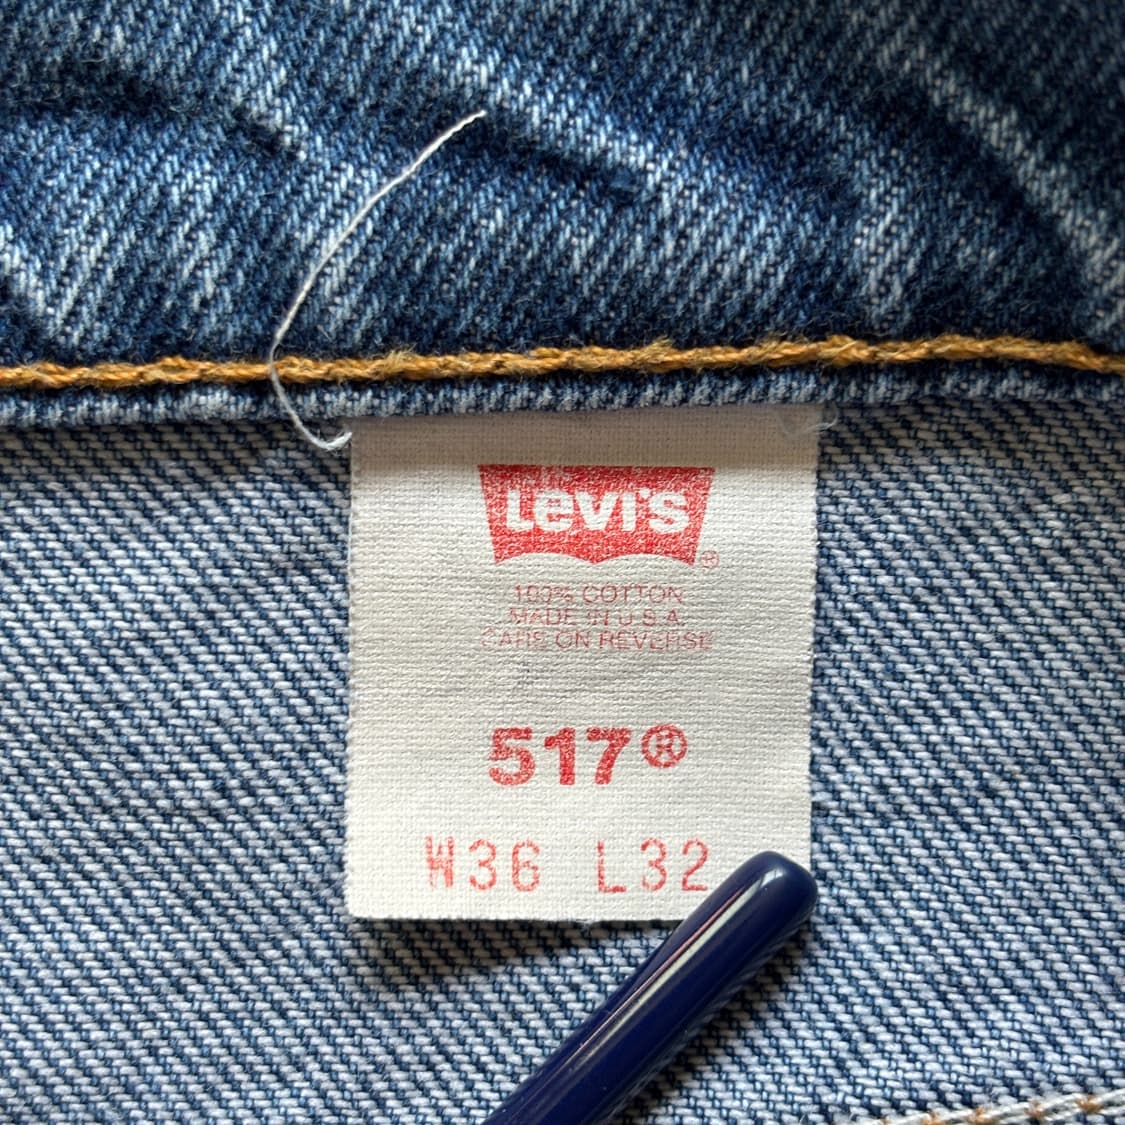 Levi's®
100% COTTON
MADE IN U.S.A.
CARE ON REVERSE
517®
W36 L32